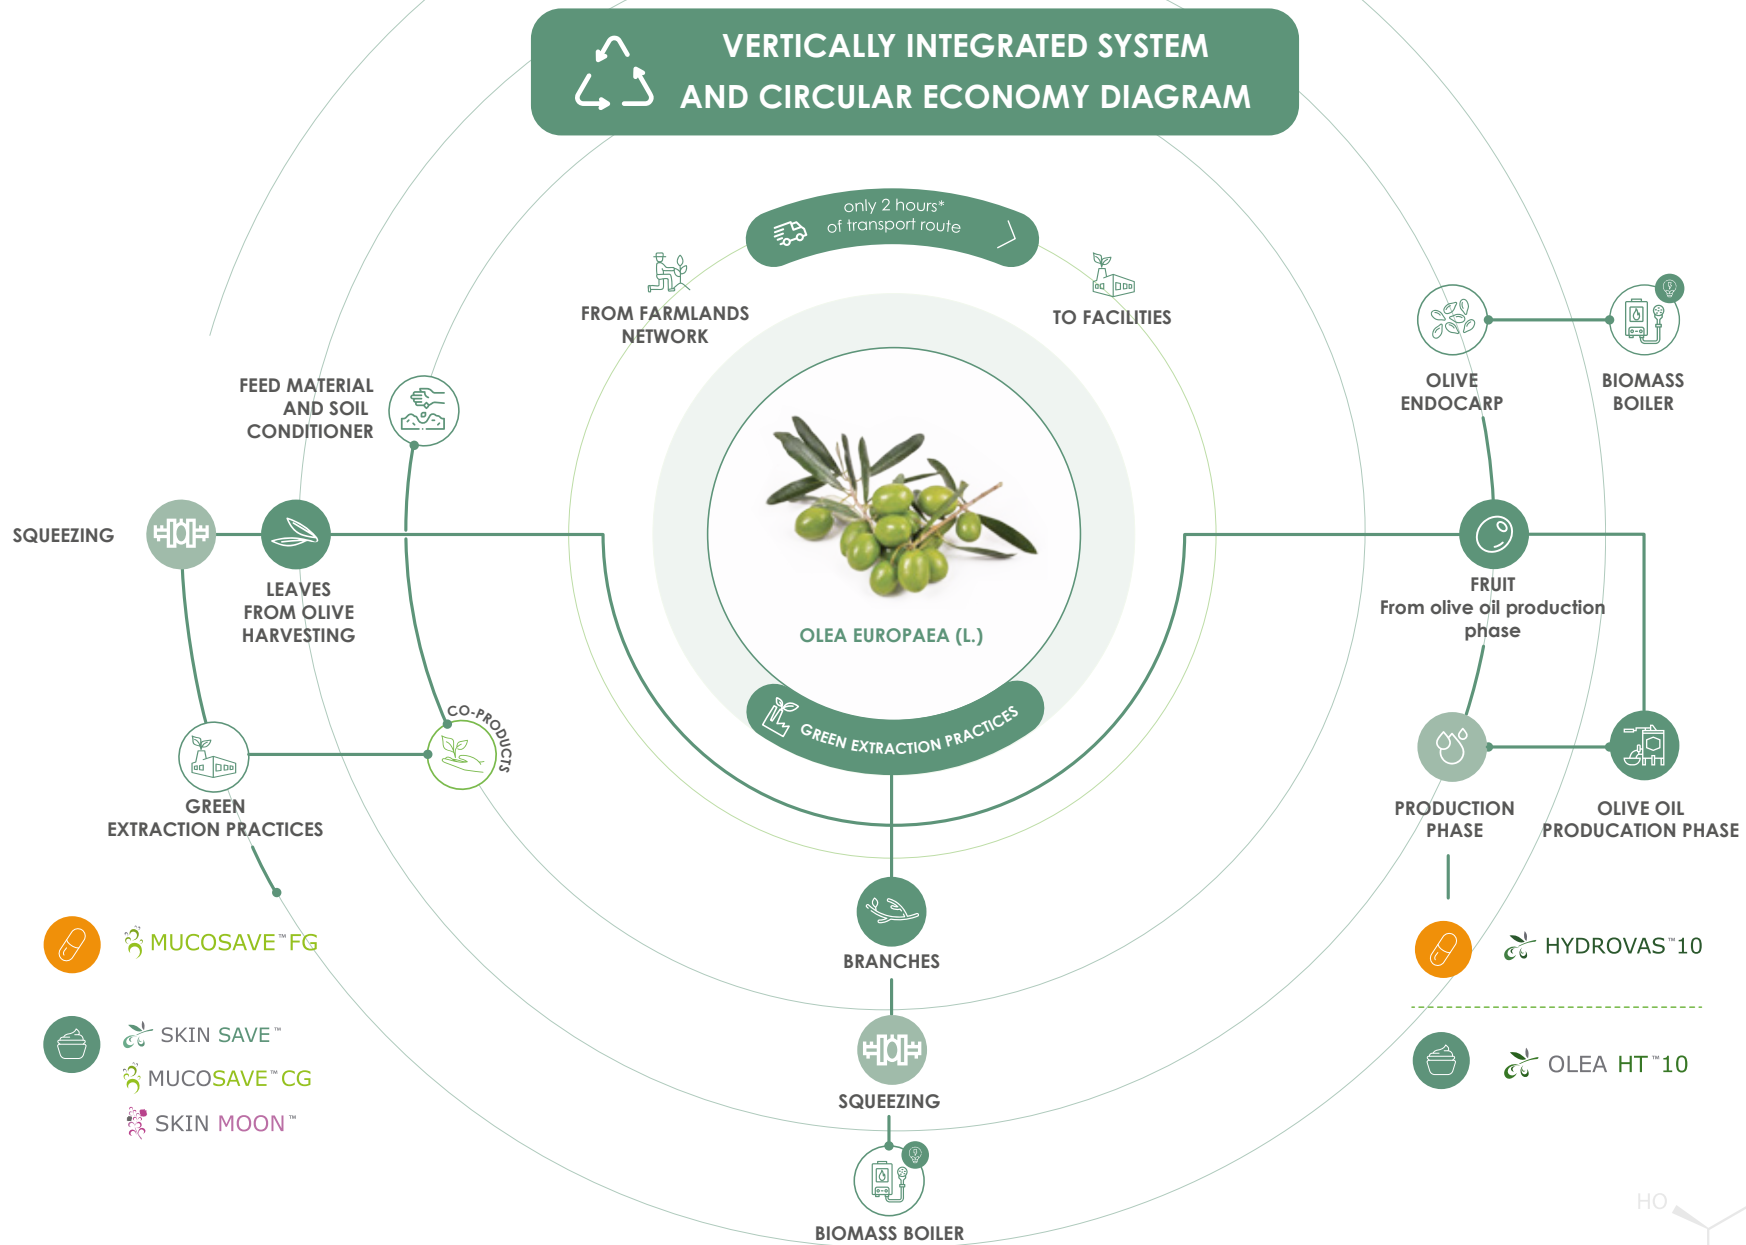 VERTICALLY INTEGRATED SYSTEM
AND CIRCULAR ECONOMY DIAGRAM
only 2 hours*
of transport route
FROM FARMLANDS
NETWORK
TO FACILITIES
FEED MATERIAL
AND SOIL
CONDITIONER
OLIVE
ENDOCARP
BIOMASS
BOILER
SQUEEZING
LEAVES
FROM OLIVE
HARVESTING
OLEA EUROPAEA (L.)
FRUIT
From olive oil production
phase
GREEN EXTRACTION PRACTICES
CO-PRODUCTS
GREEN
EXTRACTION PRACTICES
PRODUCTION
PHASE
OLIVE OIL
PRODUCATION PHASE
BRANCHES
SQUEEZING
BIOMASS BOILER
MUCOSAVE™FG
SKIN SAVE™
MUCOSAVE™CG
SKIN MOON™
HYDROVAS™10
OLEA HT™10
HO